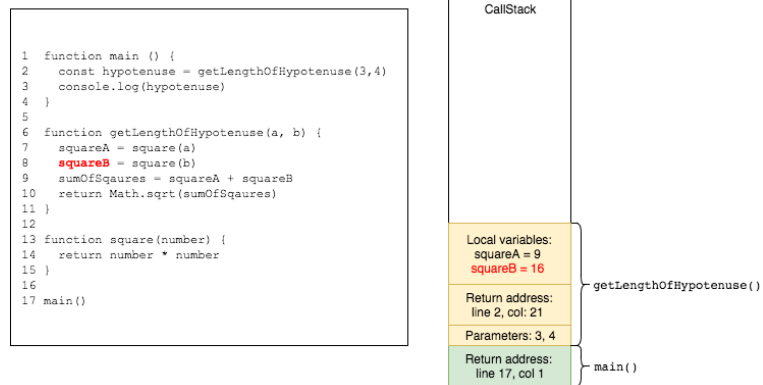 1 function main () {
2 const hypotenuse = getLengthOfHypotenuse(3,4)
3 console.log(hypotenuse)
4 }
5
6 function getLengthOfHypotenuse(a, b) {
7 squareA = square(a)
8 squareB = square(b)
9 sumOfSqaures = squareA + squareB
10 return Math.sqrt(sumOfSqaures)
11 }
12
13 function square(number) {
14 return number * number
15 }
16
17 main()
CallStack
Local variables:
squareA = 9
squareB = 16
Return address:
line 2, col: 21
Parameters: 3, 4
getLengthOfHypotenuse()
Return address:
line 17, col 1
main()